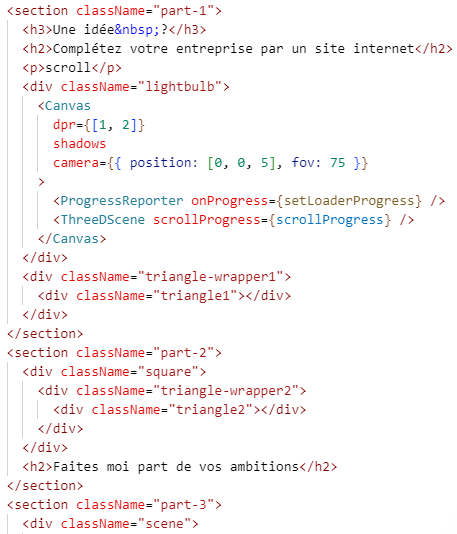 <section className="part-1">
<h3>Une idée&nbsp;?</h3>
<h2>Complétez votre entreprise par un site internet</h2>
<p>scroll</p>
<div className="lightbulb">
<Canvas
dpr={[1, 2]}
shadows
camera={{ position: [0, 0, 5], fov: 75 }}
>
<ProgressReporter onProgress={setLoaderProgress} />
<ThreeDScene scrollProgress={scrollProgress} />
</Canvas>
</div>
<div className="triangle-wrapper1">
<div className="triangle1"></div>
</div>
</section>
<section className="part-2">
<div className="square">
<div className="triangle-wrapper2">
<div className="triangle2"></div>
</div>
</div>
<h2>Faites moi part de vos ambitions</h2>
</section>
<section className="part-3">
<div className="scene">